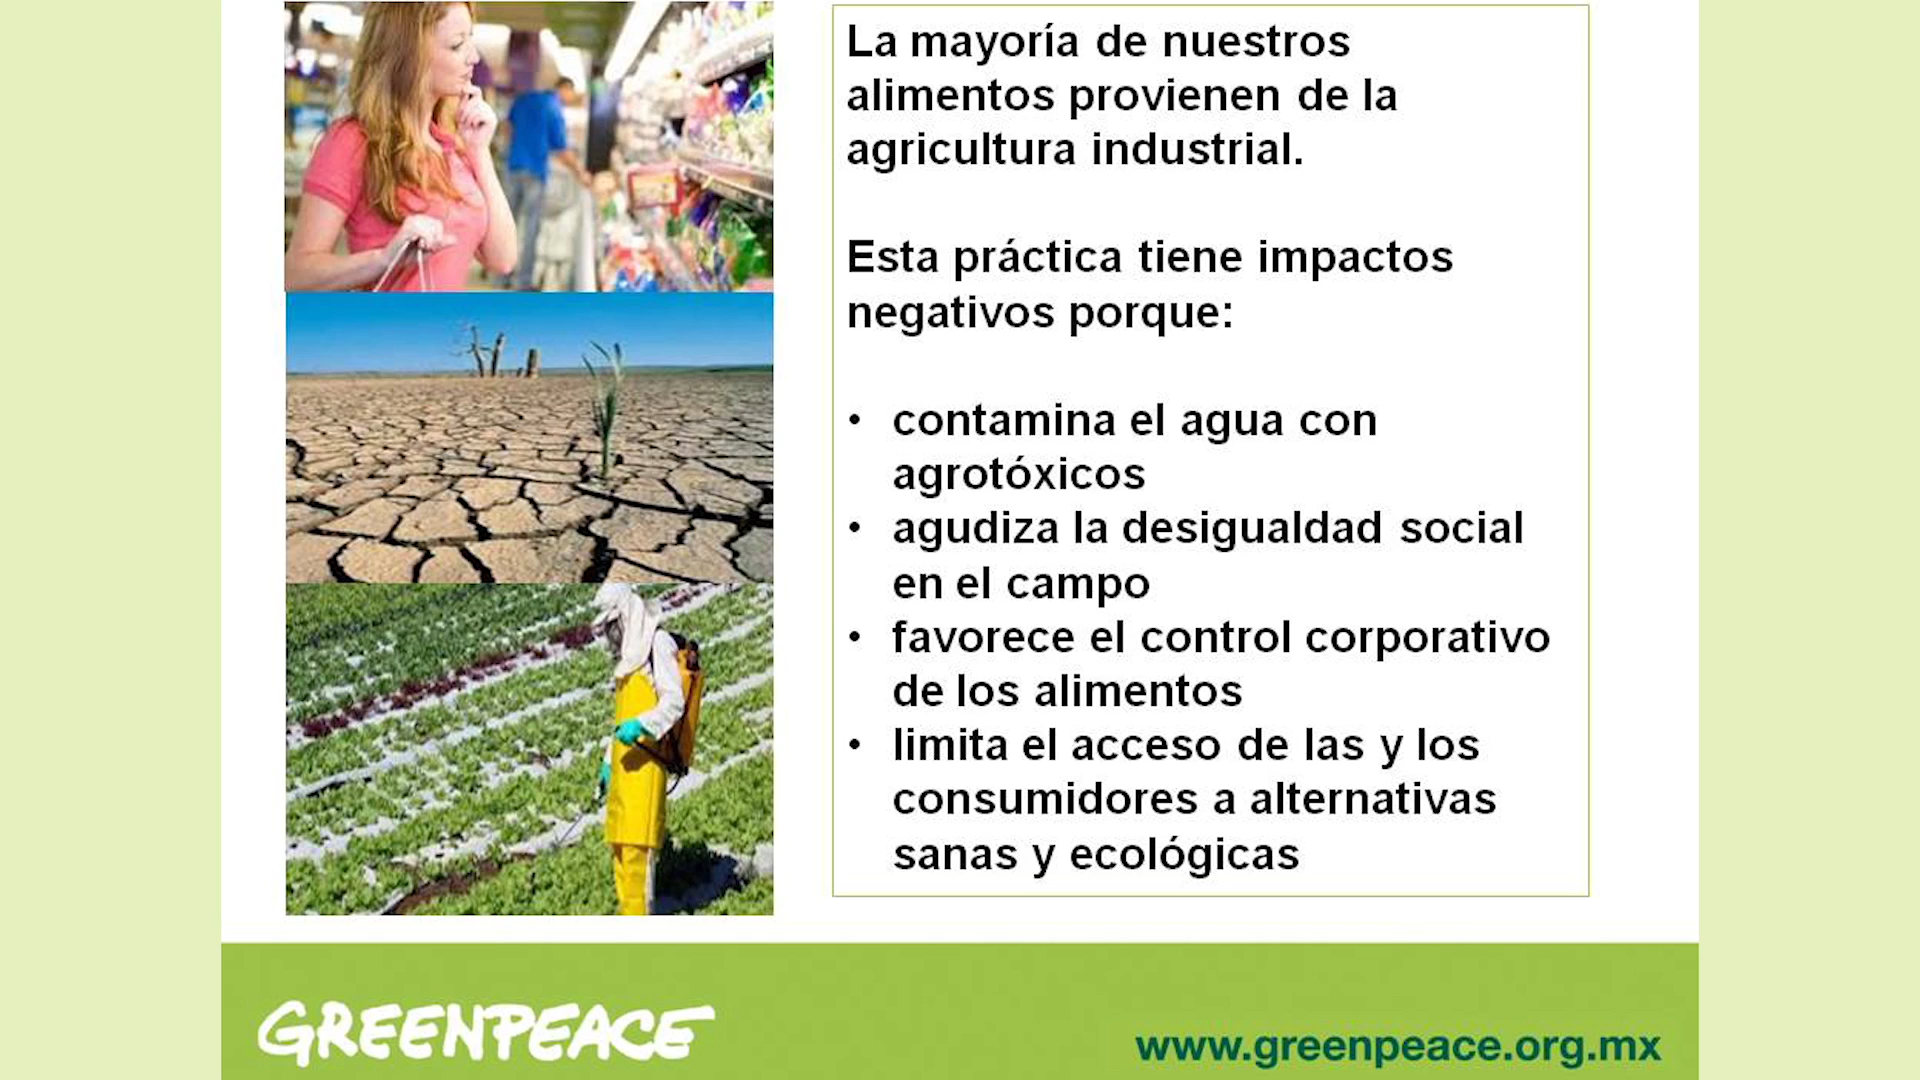 La mayoría de nuestros
alimentos provienen de la
agricultura industrial.
Esta práctica tiene impactos
negativos porque:
• contamina el agua con
agrotóxicos
• agudiza la desigualdad social
en el campo
• favorece el control corporativo
de los alimentos
• limita el acceso de las y los
consumidores a alternativas
sanas y ecológicas
GREENPEACE
www.greenpeace.org.mx